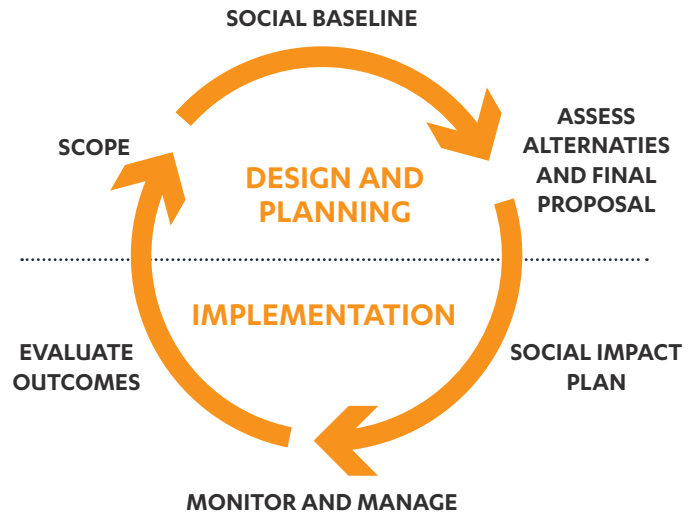 SOCIAL BASELINE
SCOPE
ASSESS
ALTERNATIES
AND FINAL
PROPOSAL
DESIGN AND
PLANNING
IMPLEMENTATION
EVALUATE
OUTCOMES
SOCIAL IMPACT
PLAN
MONITOR AND MANAGE